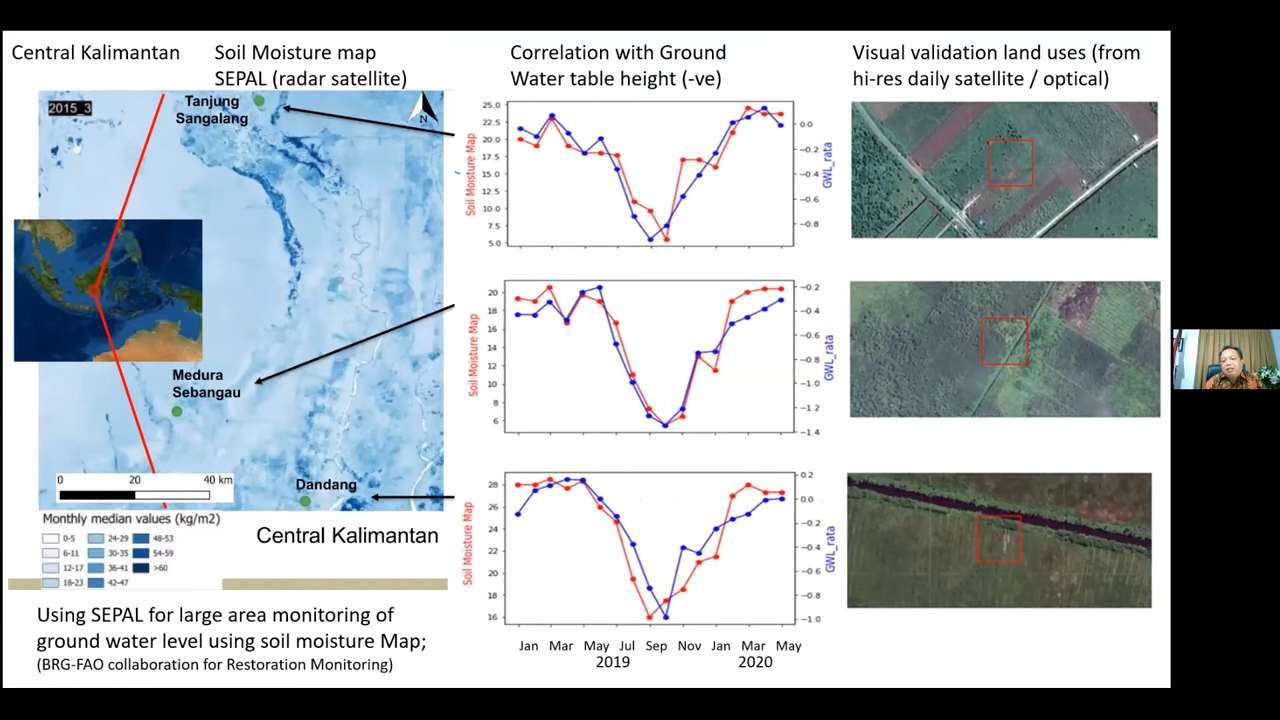 Central Kalimantan
Soil Moisture map
SEPAL (radar satellite)
Correlation with Ground
Water table height (-ve)
Visual validation land uses (from
hi-res daily satellite / optical)
2015_3
Tanjung
Sangalang
N
Medura
Sebangau
Dandang
0 20 40 km
Monthly median values (kg/m2)
0-5 24-29 48-53
6-11 30-35 54-59
12-17 36-41 >60
18-23 42-47
Central Kalimantan
Using SEPAL for large area monitoring of
ground water level using soil moisture Map;
(BRG-FAO collaboration for Restoration Monitoring)
Soil Moisture Map
25.0
22.5
20.0
17.5
15.0
12.5
10.0
7.5
5.0
0.0
−0.2
−0.4
−0.6
−0.8
GWL_rata
Soil Moisture Map
20
18
16
14
12
10
8
6
−0.2
−0.4
−0.6
−0.8
−1.0
−1.2
−1.4
GWL_rata
Soil Moisture Map
28
26
24
22
20
18
16
0.2
0.0
−0.2
−0.4
−0.6
−0.8
−1.0
GWL_rata
Jan Mar May Jul Sep Nov Jan Mar May
2019 2020